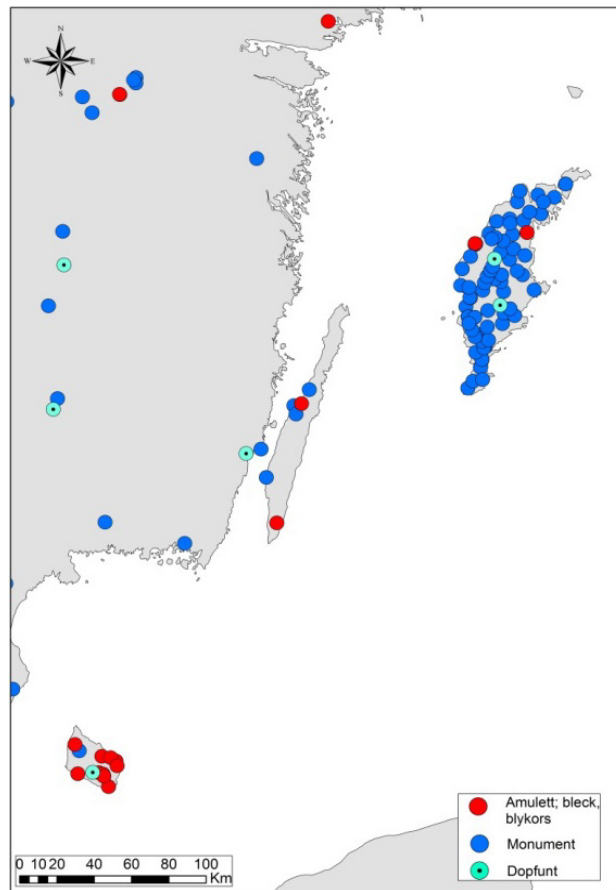 N
W E
S
Amulett; bleck,
blykors
Monument
Dopfunt
0 10 20 40 60 80 100
Km